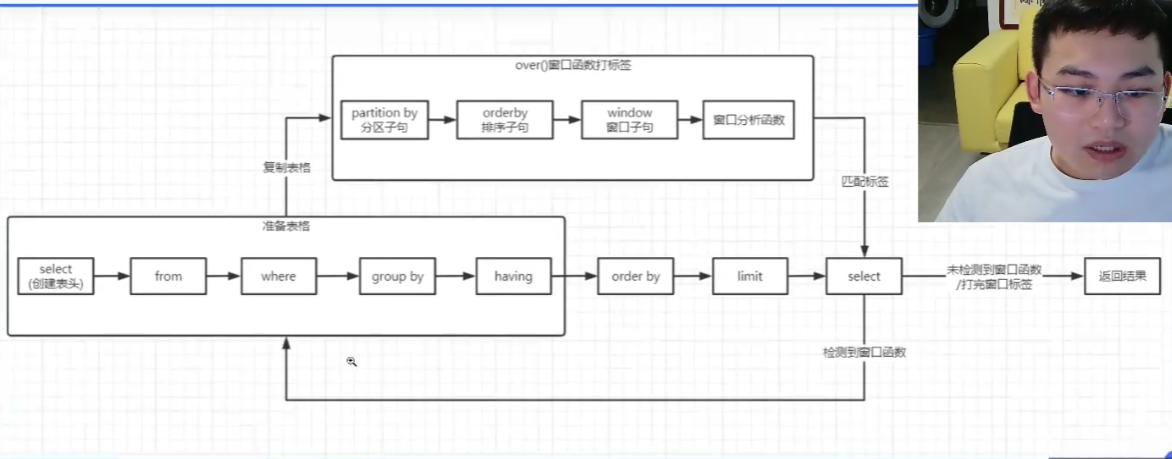 over()窗口函数打标签
partition by
分区子句
orderby
排序子句
window
窗口子句
窗口分析函数
复制表格
匹配标签
准备表格
select
(创建表头)
from
where
group by
having
order by
limit
select
未检测到窗口函数
/打完窗口标签
返回结果
检测到窗口函数